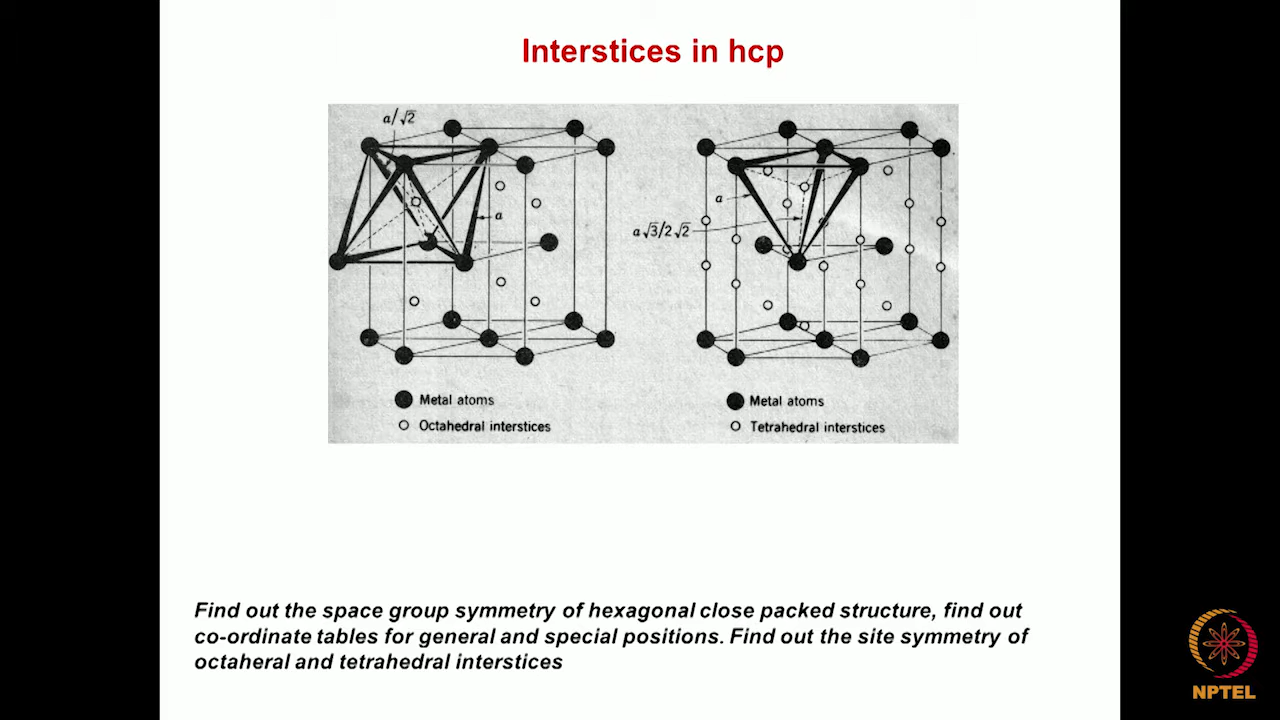 Interstices in hcp
a/√2
a
a
a√3/2√2
Metal atoms
Octahedral interstices
Metal atoms
Tetrahedral interstices
Find out the space group symmetry of hexagonal close packed structure, find out
co-ordinate tables for general and special positions. Find out the site symmetry of
octaheral and tetrahedral interstices
NPTEL